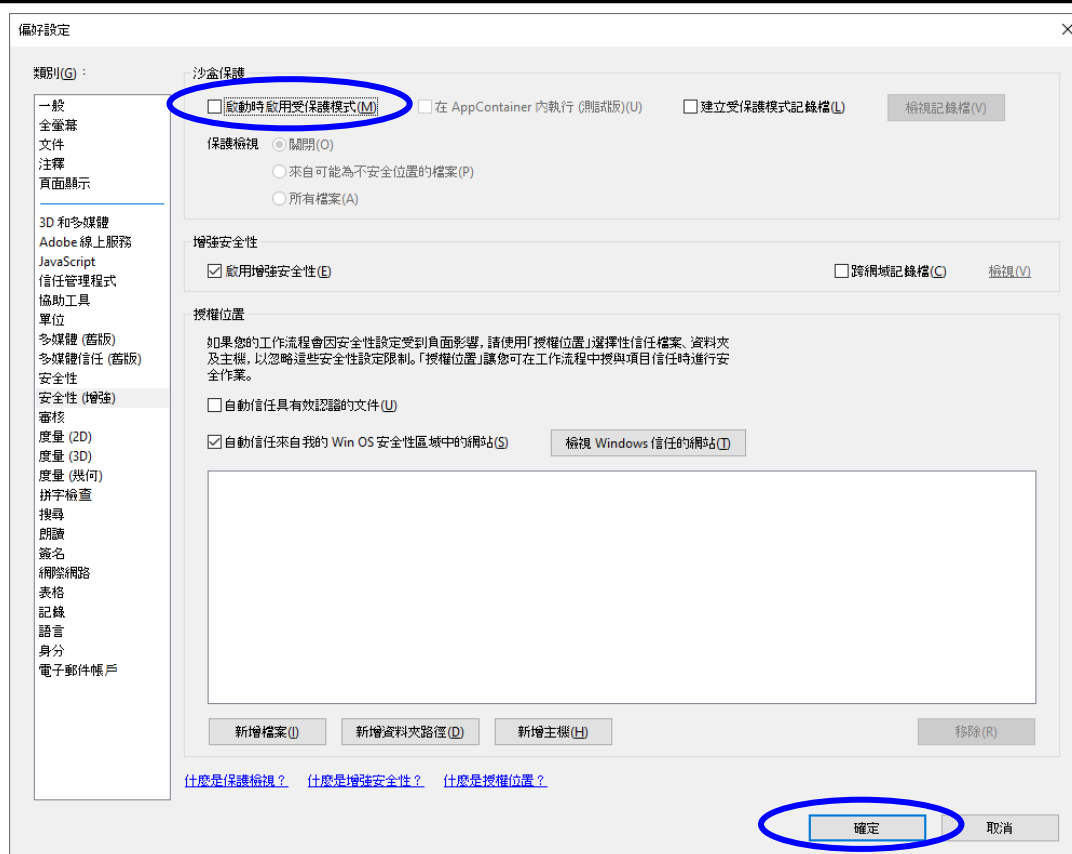 偏好設定
類別(G)：
一般
全螢幕
文件
注釋
頁面顯示
3D 和多媒體
Adobe 線上服務
JavaScript
信任管理程式
協助工具
單位
多媒體 (舊版)
多媒體信任 (舊版)
安全性
安全性 (增強)
審核
度量 (2D)
度量 (3D)
度量 (幾何)
拼字檢查
搜尋
朗讀
簽名
網際網路
表格
記錄
語言
身分
電子郵件帳戶
沙盒保護
啟動時啟用受保護模式(M) 在 AppContainer 內執行 (測試版)(U) 建立受保護模式記錄檔(L) 檢視記錄檔(V)
保護檢視 關閉(O)
來自可能為不安全位置的檔案(P)
所有檔案(A)
增強安全性
啟用增強安全性(E) 跨網域記錄檔(C) 檢視(V)
授權位置
如果您的工作流程會因安全性設定受到負面影響，請使用「授權位置」選擇性信任檔案、資料夾
及主機，以忽略這些安全性設定限制。「授權位置」讓您可在工作流程中授與項目信任時進行安
全作業。
自動信任具有效認證的文件(U)
自動信任來自我的 Win OS 安全性區域中的網站(S) 檢視 Windows 信任的網站(T)
新增檔案(I) 新增資料夾路徑(D) 新增主機(H) 移除(R)
什麼是保護檢視？ 什麼是增強安全性？ 什麼是授權位置？
確定 取消